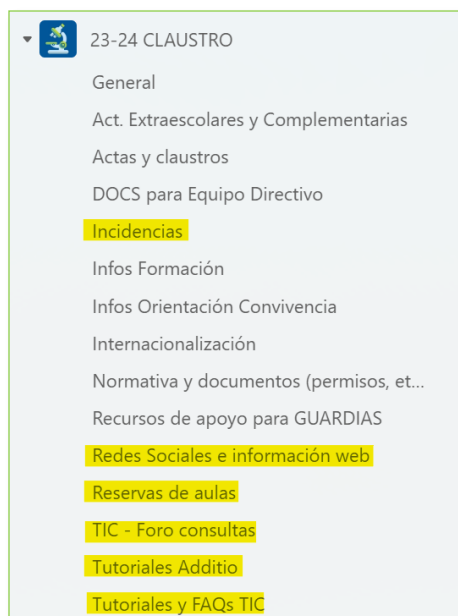 23-24 CLAUSTRO
General
Act. Extraescolares y Complementarias
Actas y claustros
DOCS para Equipo Directivo
Incidencias
Infos Formación
Infos Orientación Convivencia
Internacionalización
Normativa y documentos (permisos, et...
Recursos de apoyo para GUARDIAS
Redes Sociales e información web
Reservas de aulas
TIC - Foro consultas
Tutoriales Additio
Tutoriales y FAQs TIC